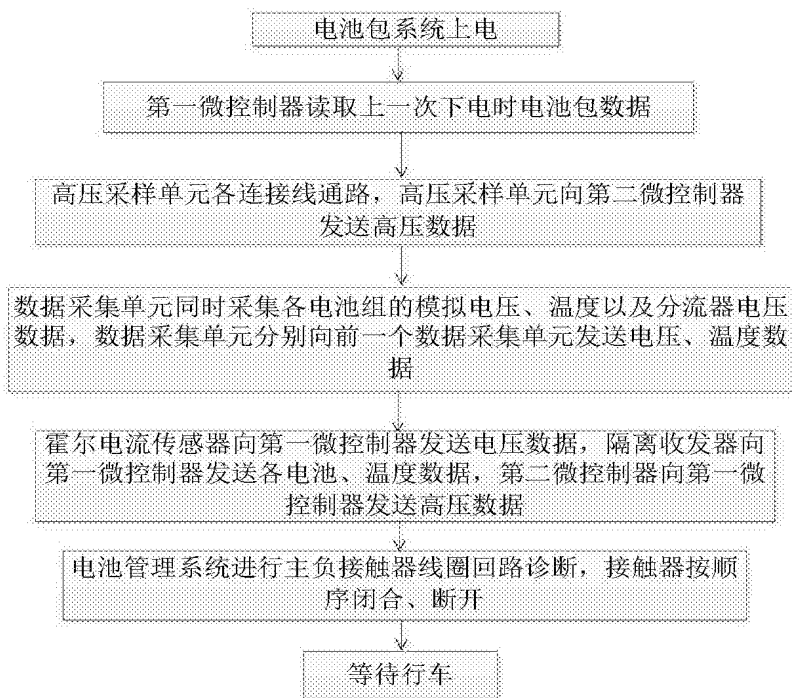 电池包系统上电
第一微控制器读取上一次下电时电池包数据
高压采样单元各连接线通路，高压采样单元向第二微控制器
发送高压数据
数据采集单元同时采集各电池组的模拟电压、温度以及分流器电压
数据，数据采集单元分别向前一个数据采集单元发送电压、温度数
据
霍尔电流传感器向第一微控制器发送电压数据，隔离收发器向
第一微控制器发送各电池、温度数据，第二微控制器向第一微
控制器发送高压数据
电池管理系统进行主负接触器线圈回路诊断，接触器按顺
序闭合、断开
等待行车